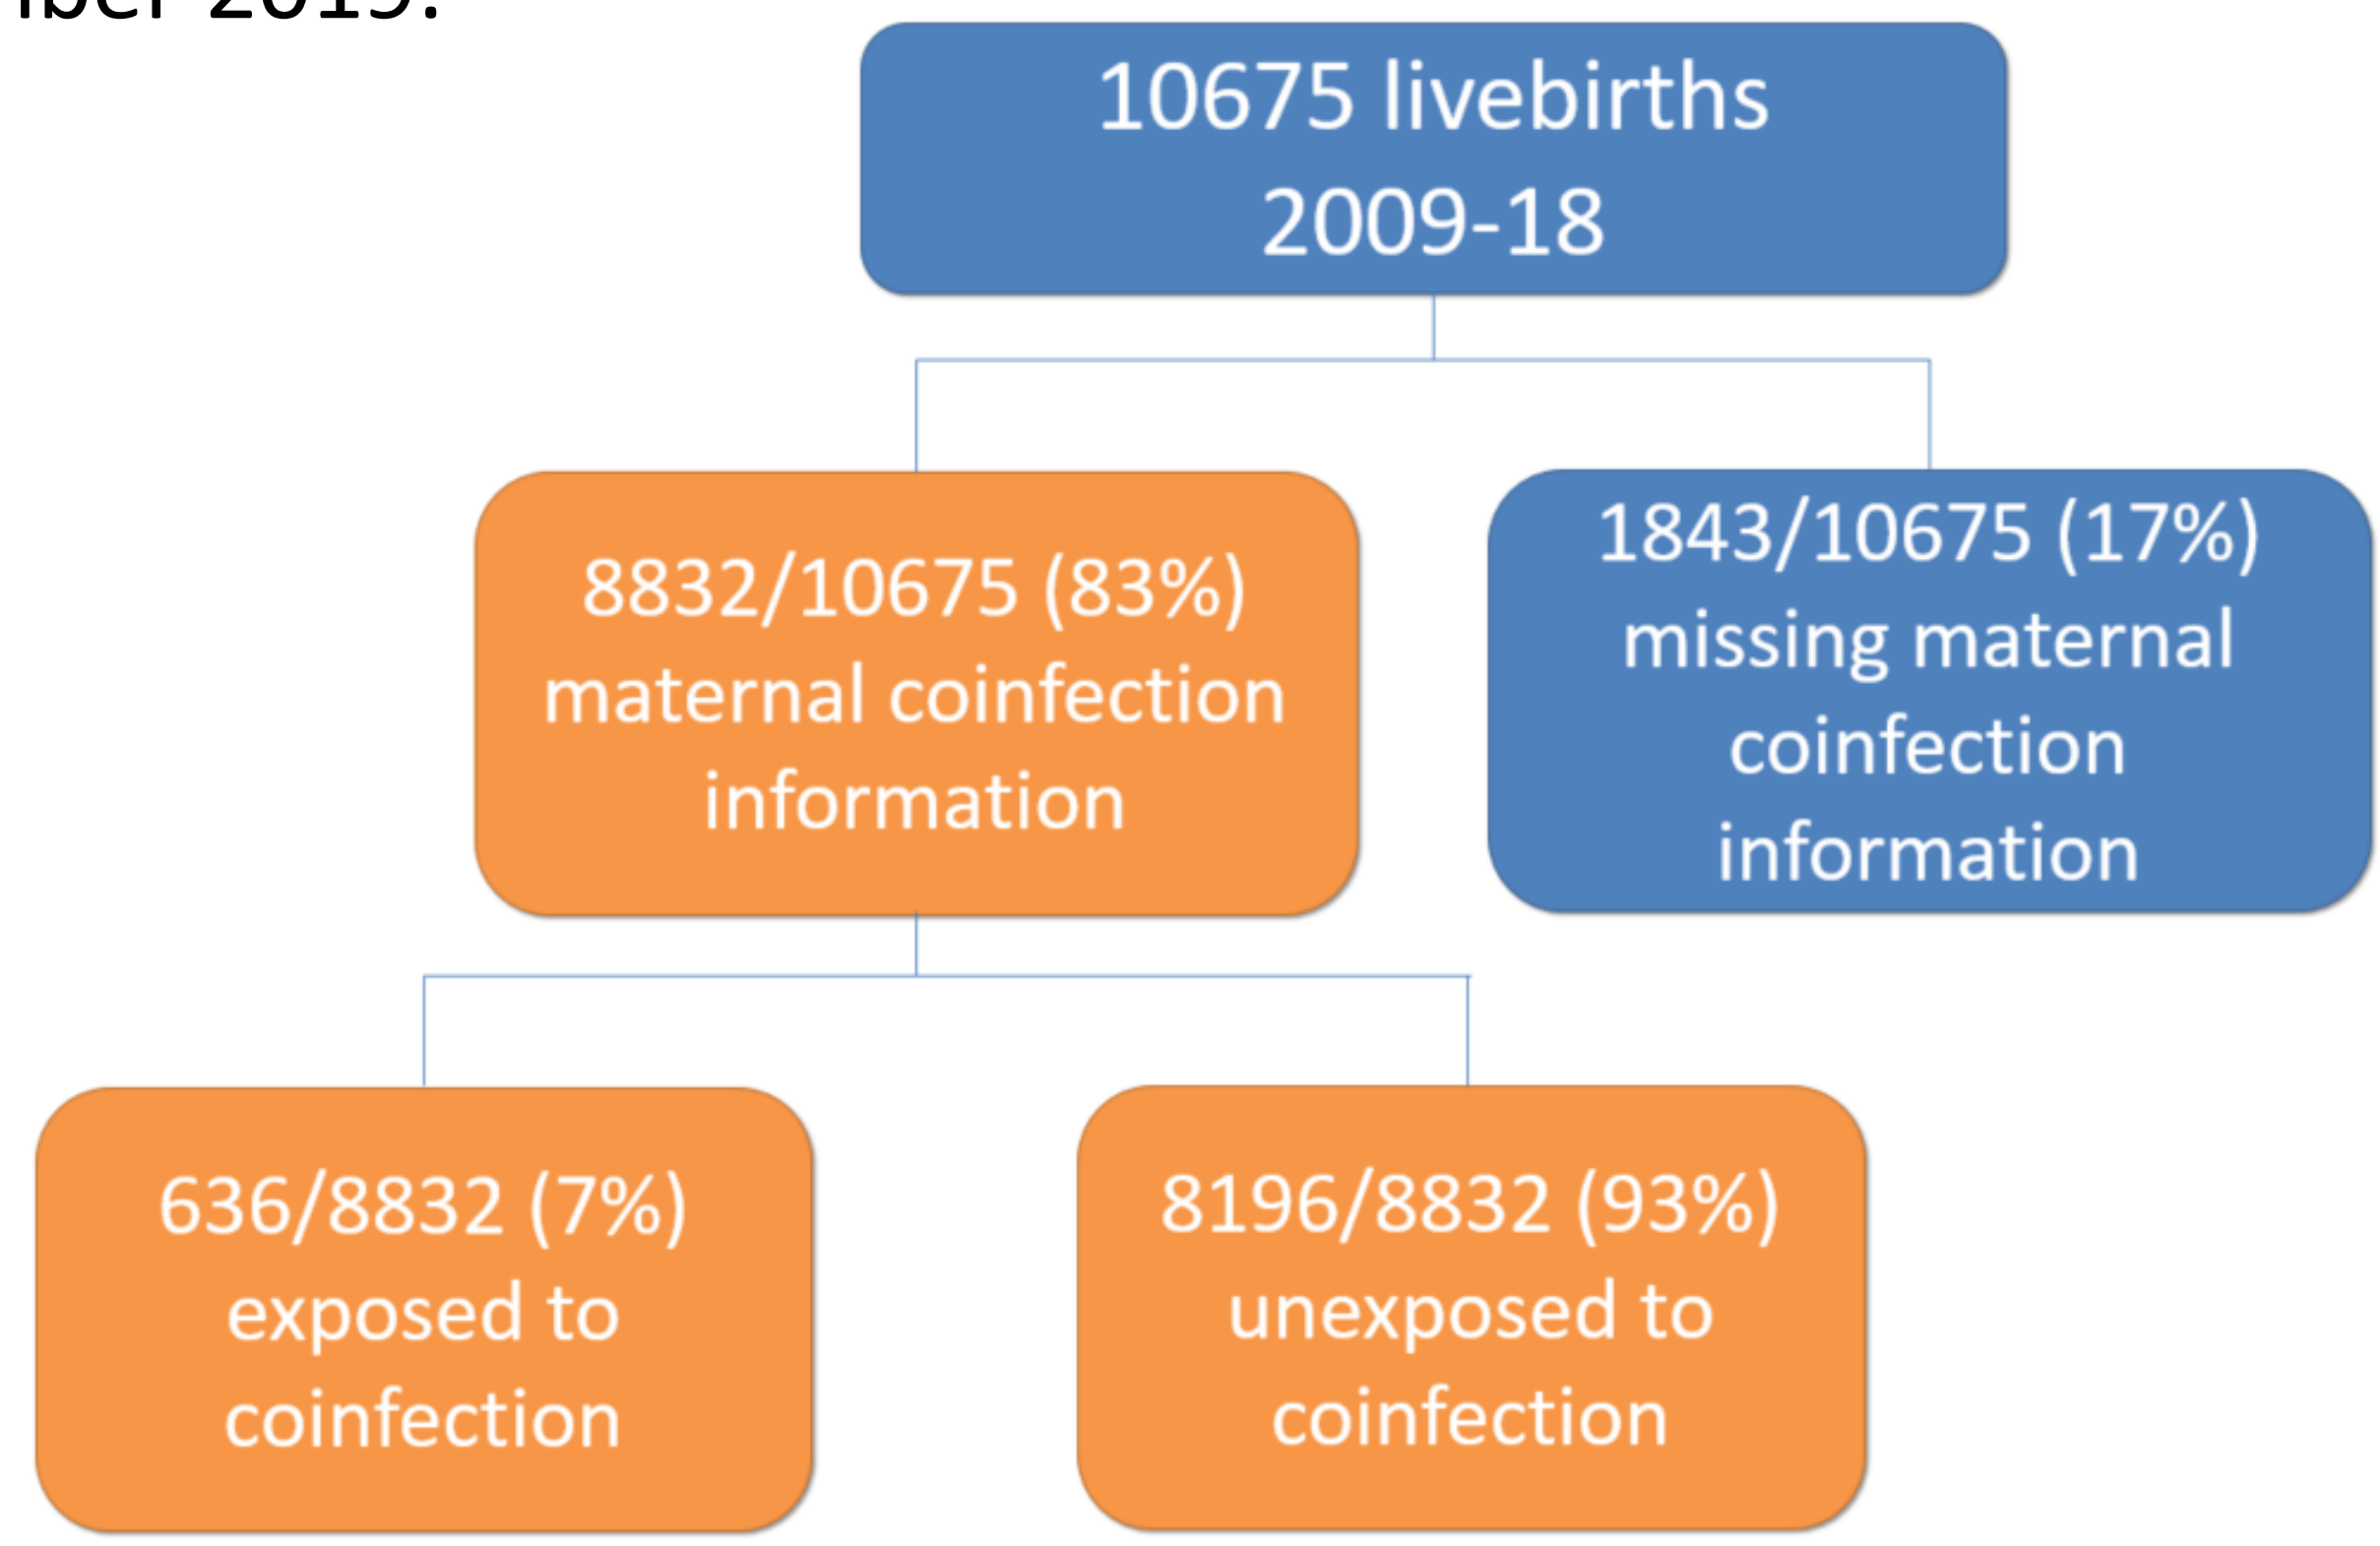 2019.
10675 livebirths
2009-18
8832/10675 (83%)
maternal coinfection
information
1843/10675 (17%)
missing maternal
coinfection
information
636/8832 (7%)
exposed to
coinfection
8196/8832 (93%)
unexposed to
coinfection